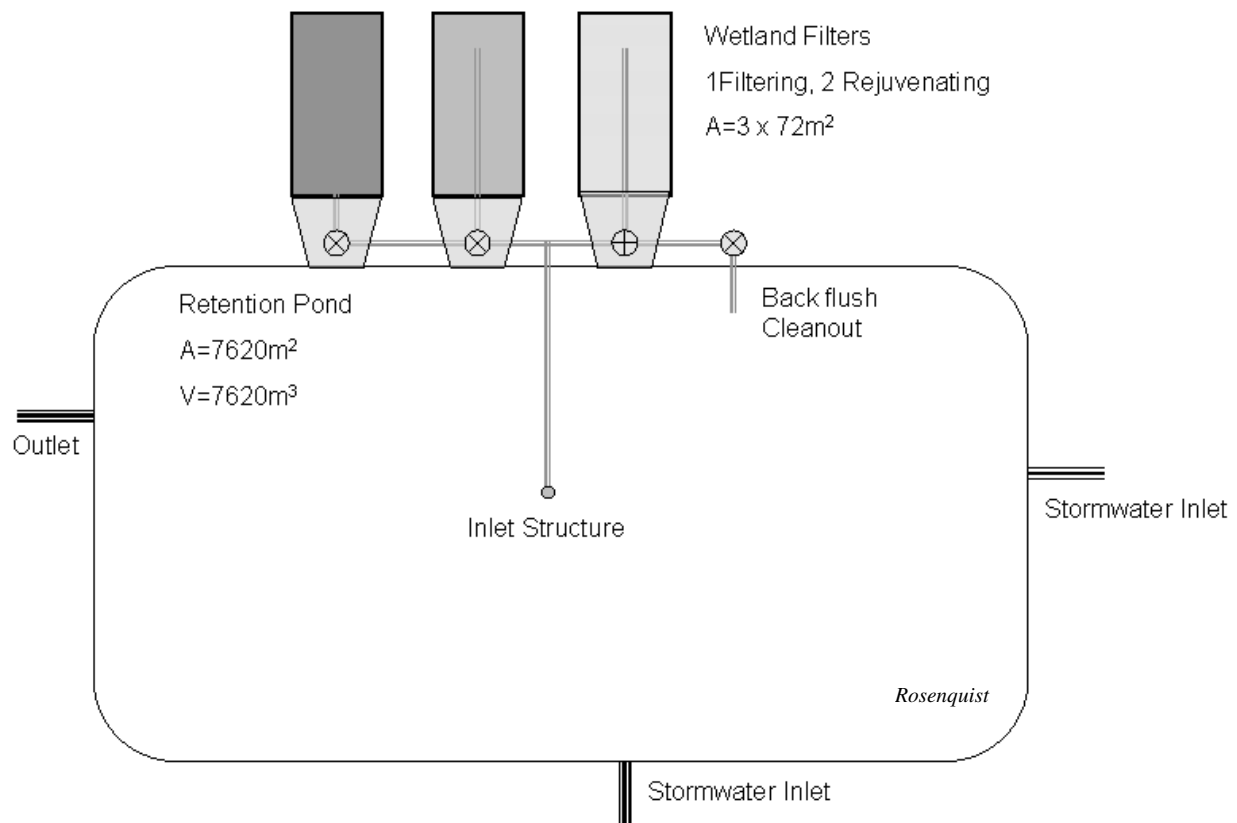 Wetland Filters
1Filtering, 2 Rejuvenating
A=3 x 72m²
Retention Pond
A=7620m²
V=7620m³
Back flush
Cleanout
Outlet
Inlet Structure
Stormwater Inlet
Rosenquist
Stormwater Inlet